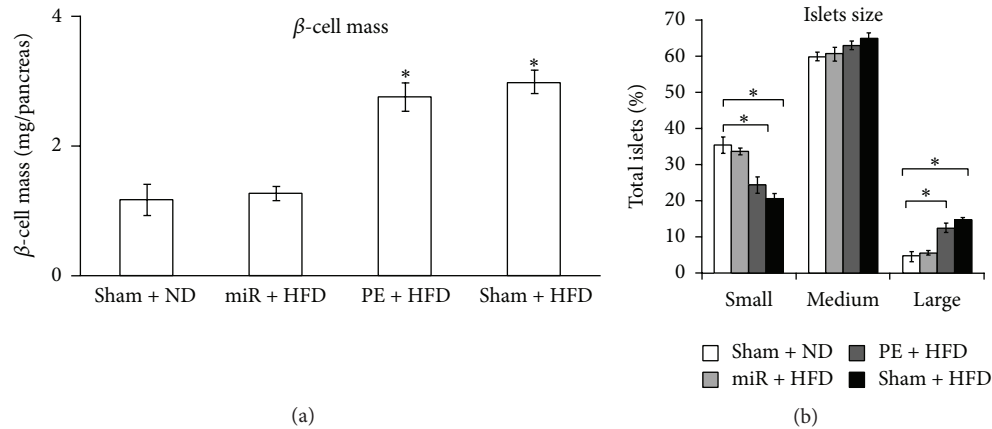 β-cell mass
β-cell mass (mg/pancreas)
4
2
0
*
*
Sham + ND
miR + HFD
PE + HFD
Sham + HFD
(a)
Islets size
Total islets (%)
70
60
50
40
30
20
10
0
*
*
*
*
Small
Medium
Large
Sham + ND
PE + HFD
miR + HFD
Sham + HFD
(b)